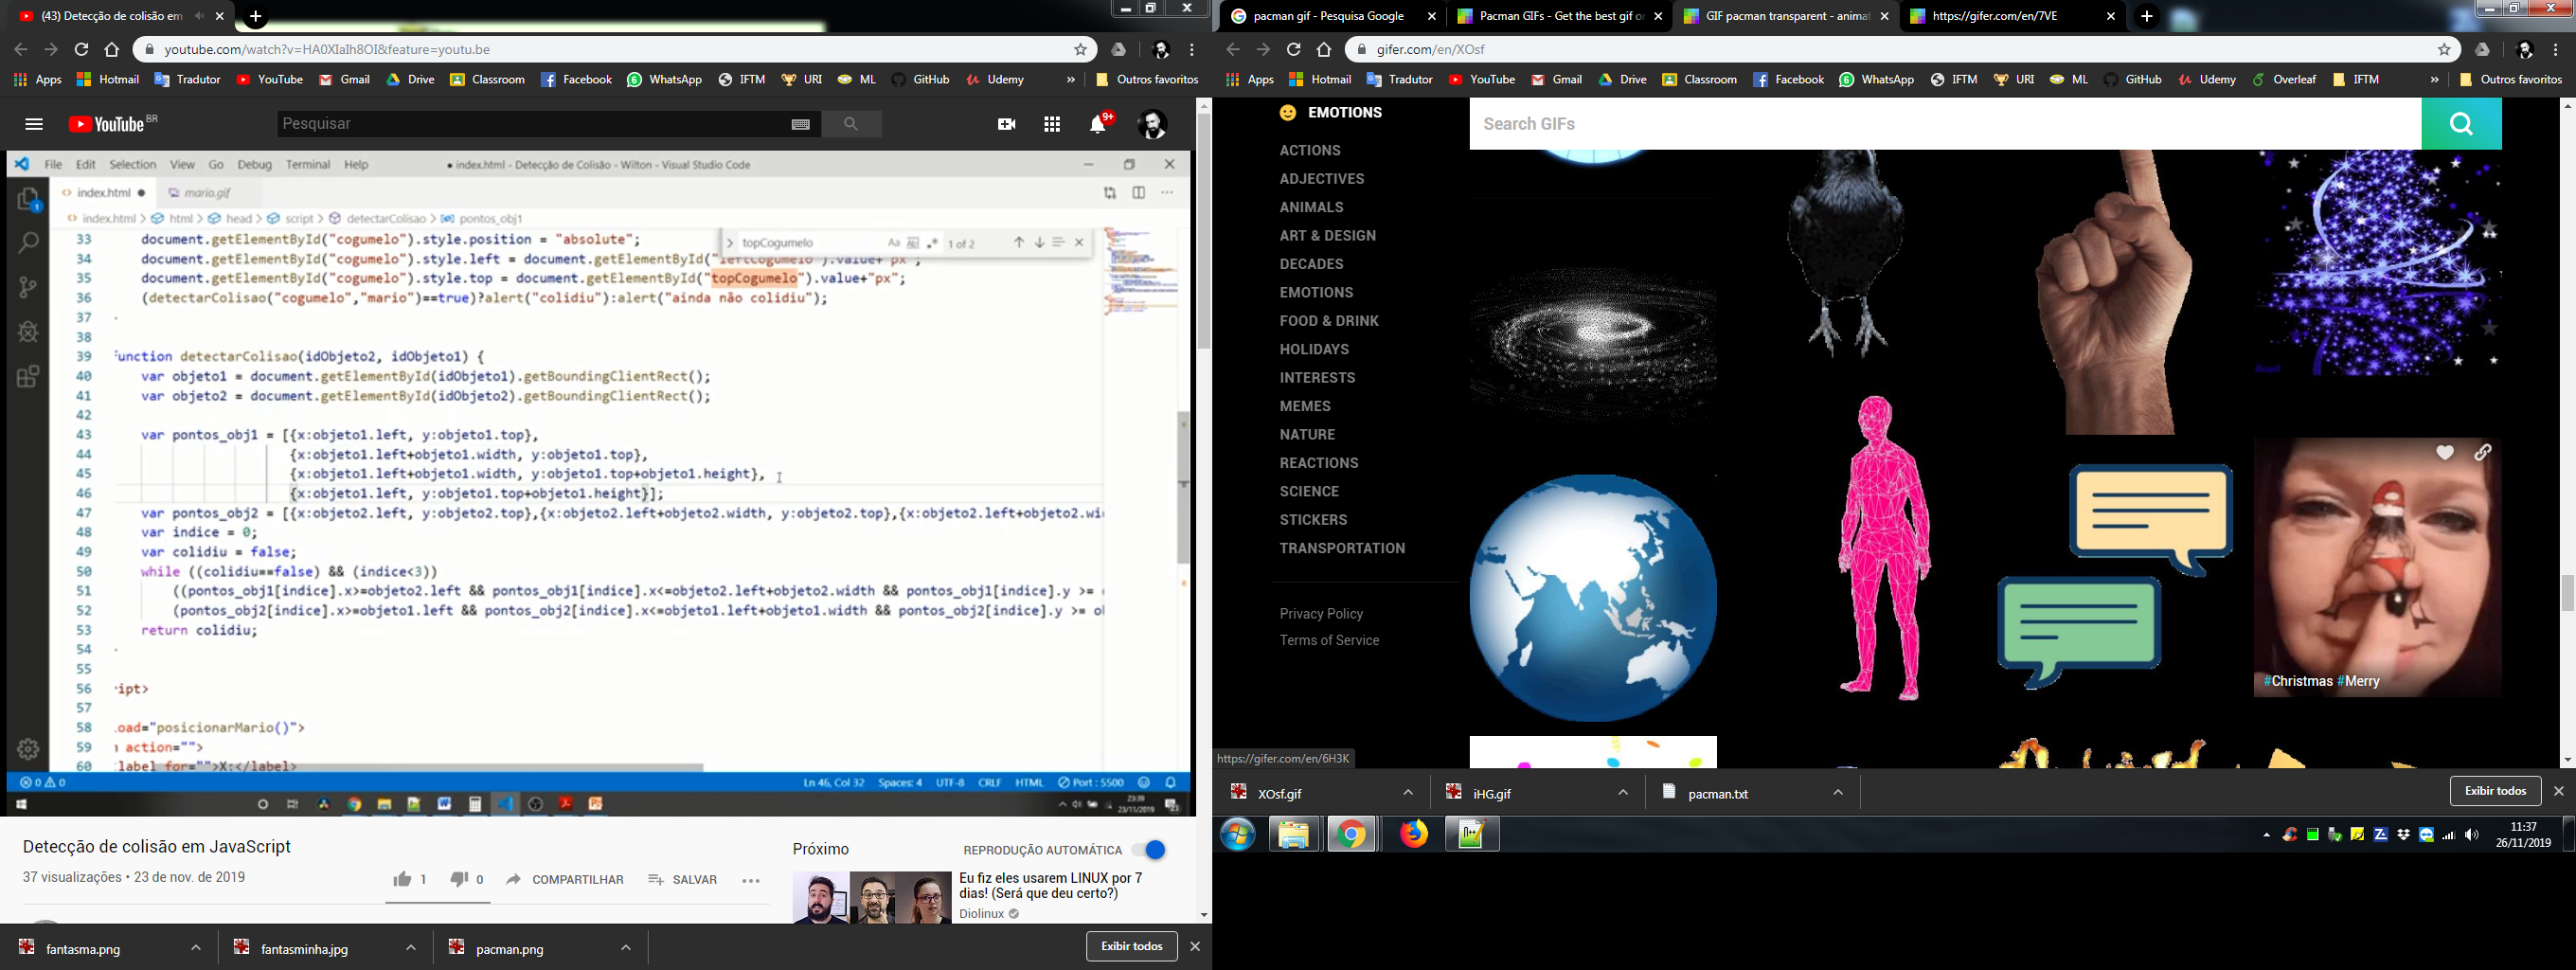 (43) Detecção de colisão em
youtube.com/watch?v=HA0XIaIh8OI&feature=youtu.be
Apps Hotmail Tradutor YouTube Gmail Drive Classroom Facebook WhatsApp IFTM URI ML GitHub Udemy » Outros favoritos
YouTube BR
Pesquisar
9+
File Edit Selection View Go Debug Terminal Help
● index.html - Detecção de Colisão - Wilton - Visual Studio Code
index.html ● mario.gif
index.html > html > head > script > detectarColisao > pontos_obj1
topCogumelo
1 of 2
33 document.getElementById("cogumelo").style.position = "absolute";
34 document.getElementById("cogumelo").style.left = document.getElementById("leftCogumelo").value+"px";
35 document.getElementById("cogumelo").style.top = document.getElementById("topCogumelo").value+"px";
36 (detectarColisao("cogumelo","mario")==true)?alert("colidiu"):alert("ainda não colidiu");
37
38
39 unction detectarColisao(idObjeto2, idObjeto1) {
40 var objeto1 = document.getElementById(idObjeto1).getBoundingClientRect();
41 var objeto2 = document.getElementById(idObjeto2).getBoundingClientRect();
42
43 var pontos_obj1 = [{x:objeto1.left, y:objeto1.top},
44 {x:objeto1.left+objeto1.width, y:objeto1.top},
45 {x:objeto1.left+objeto1.width, y:objeto1.top+objeto1.height},
46 {x:objeto1.left, y:objeto1.top+objeto1.height}];
47 var pontos_obj2 = [{x:objeto2.left, y:objeto2.top},{x:objeto2.left+objeto2.width, y:objeto2.top},{x:objeto2.left+objeto2.wi
48 var indice = 0;
49 var colidiu = false;
50 while ((colidiu==false) && (indice<3))
51 ((pontos_obj1[indice].x>=objeto2.left && pontos_obj1[indice].x<=objeto2.left+objeto2.width && pontos_obj1[indice].y >=
52 (pontos_obj2[indice].x>=objeto1.left && pontos_obj2[indice].x<=objeto1.left+objeto1.width && pontos_obj2[indice].y >= ob
53 return colidiu;
54
55
56 ript>
57
58 oad="posicionarMario()">
59 action="">
60 label for="">X:</label>
0 0
Ln 46, Col 32 Spaces: 4 UTF-8 CRLF HTML Port : 5500
23:39
23/11/2019
Detecção de colisão em JavaScript
37 visualizações • 23 de nov. de 2019
1 0 COMPARTILHAR SALVAR
Próximo
REPRODUÇÃO AUTOMÁTICA
Eu fiz eles usarem LINUX por 7
dias! (Será que deu certo?)
Diolinux
fantasma.png fantasminha.jpg pacman.png
Exibir todos
pacman gif - Pesquisa Google
Pacman GIFs - Get the best gif on
GIF pacman transparent - animat
https://gifer.com/en/7VE
gifer.com/en/XOsf
Apps Hotmail Tradutor YouTube Gmail Drive Classroom Facebook WhatsApp IFTM URI ML GitHub Udemy Overleaf IFTM » Outros favoritos
EMOTIONS
Search GIFs
ACTIONS
ADJECTIVES
ANIMALS
ART & DESIGN
DECADES
EMOTIONS
FOOD & DRINK
HOLIDAYS
INTERESTS
MEMES
NATURE
REACTIONS
SCIENCE
STICKERS
TRANSPORTATION
Privacy Policy
Terms of Service
#Christmas #Merry
https://gifer.com/en/6H3K
XOsf.gif iHG.gif pacman.txt
Exibir todos
11:37
26/11/2019